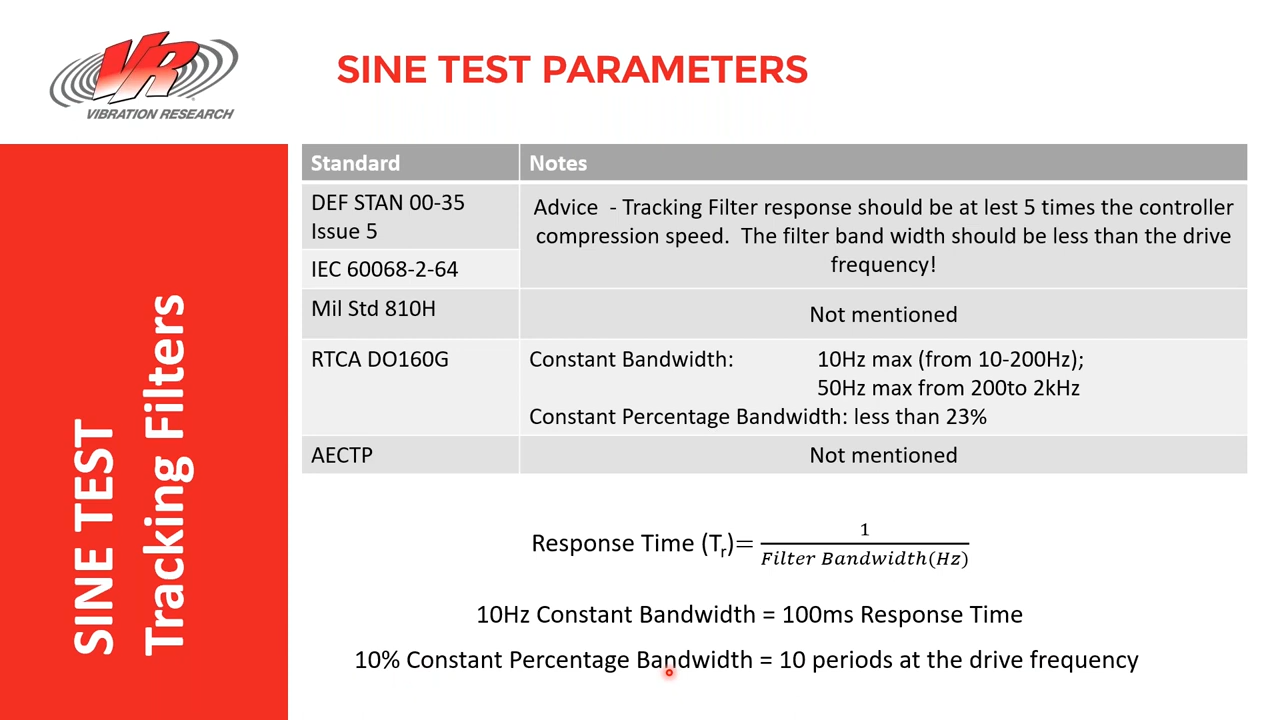 VR
VIBRATION RESEARCH
SINE TEST PARAMETERS
SINE TEST
Tracking Filters
Standard
Notes
DEF STAN 00-35
Issue 5
IEC 60068-2-64
Advice - Tracking Filter response should be at lest 5 times the controller
compression speed. The filter band width should be less than the drive
frequency!
Mil Std 810H
Not mentioned
RTCA DO160G
Constant Bandwidth: 10Hz max (from 10-200Hz);
50Hz max from 200to 2kHz
Constant Percentage Bandwidth: less than 23%
AECTP
Not mentioned
Response Time (Tr)= 1
Filter Bandwidth(Hz)
10Hz Constant Bandwidth = 100ms Response Time
10% Constant Percentage Bandwidth = 10 periods at the drive frequency